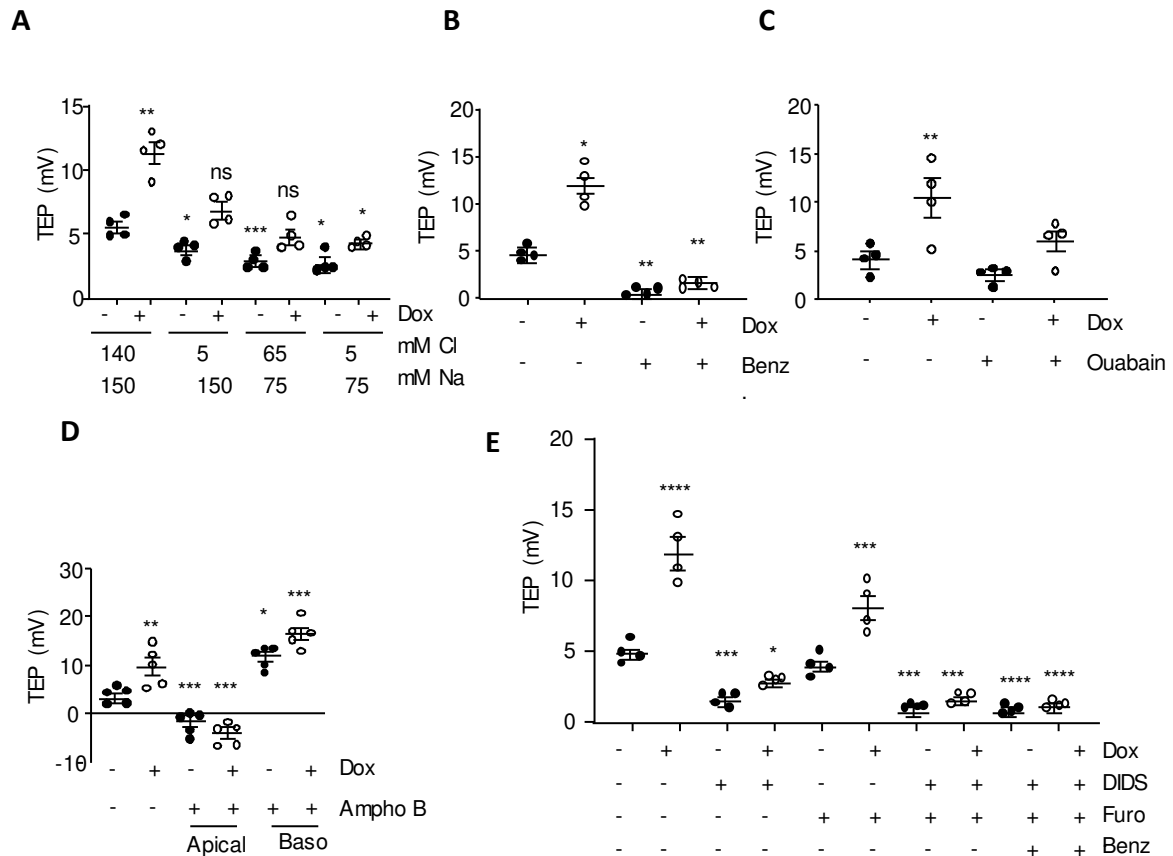 A
B
C
15
10
5
0
TEP (mV)
**
*
ns
***
ns
*
*
- + - + - + - + Dox
140 5 65 5 mM Cl
150 150 75 75 mM Na
20
15
10
5
0
TEP (mV)
*
**
**
- + - + Dox
- - + + Benz
.
20
15
10
5
0
TEP (mV)
**
- + - + Dox
- - + + Ouabain
D
E
30
20
10
0
-10
TEP (mV)
**
***
***
*
***
- + - + - + Dox
- - + + + + Ampho B
Apical Baso
20
15
10
5
0
TEP (mV)
****
***
*
***
***
***
****
****
- + - + - + - + - + Dox
- - + + - - + + + + DIDS
- - - - + + + + + + Furo
- - - - - - - - + + Benz